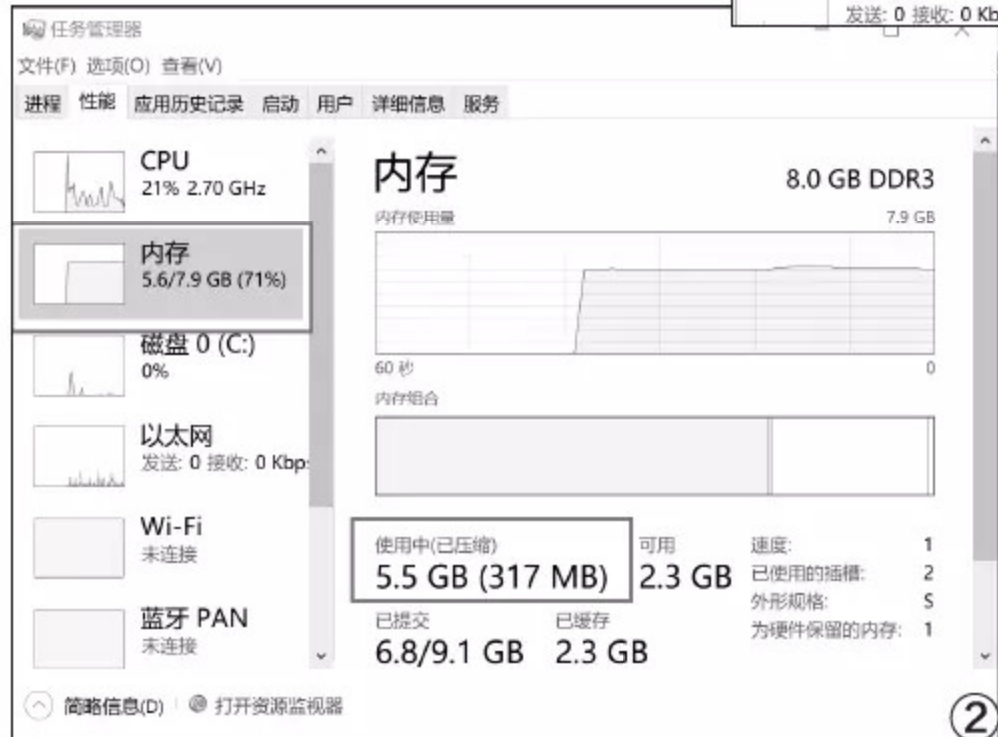 发送: 0 接收: 0 Kb
任务管理器
文件(F) 选项(O) 查看(V)
进程 性能 应用历史记录 启动 用户 详细信息 服务
CPU
21% 2.70 GHz
内存
5.6/7.9 GB (71%)
磁盘 0 (C:)
0%
以太网
发送: 0 接收: 0 Kbps
Wi-Fi
未连接
蓝牙 PAN
未连接
内存 8.0 GB DDR3
内存使用量 7.9 GB
60 秒 0
内存组合
使用中(已压缩) 可用
5.5 GB (317 MB) 2.3 GB
已提交 已缓存
6.8/9.1 GB 2.3 GB
速度: 1
已使用的插槽: 2
外形规格: S
为硬件保留的内存: 1
简略信息(D) 打开资源监视器
②